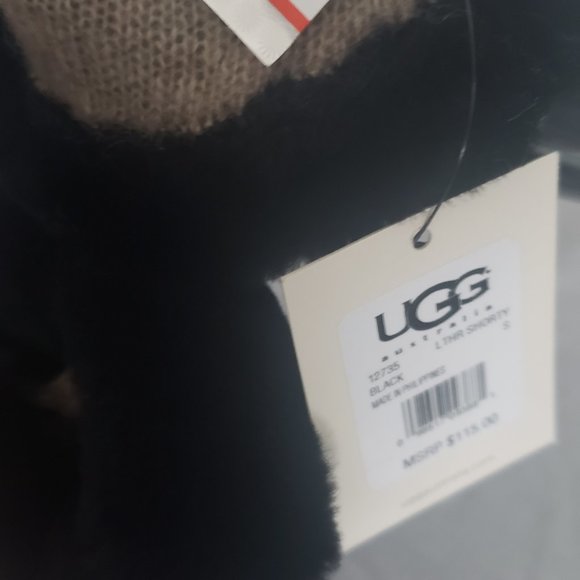 UGG
australia
12735 LTHR SHORTY
BLACK S
MADE IN PHILIPPINES
MSRP $115.00